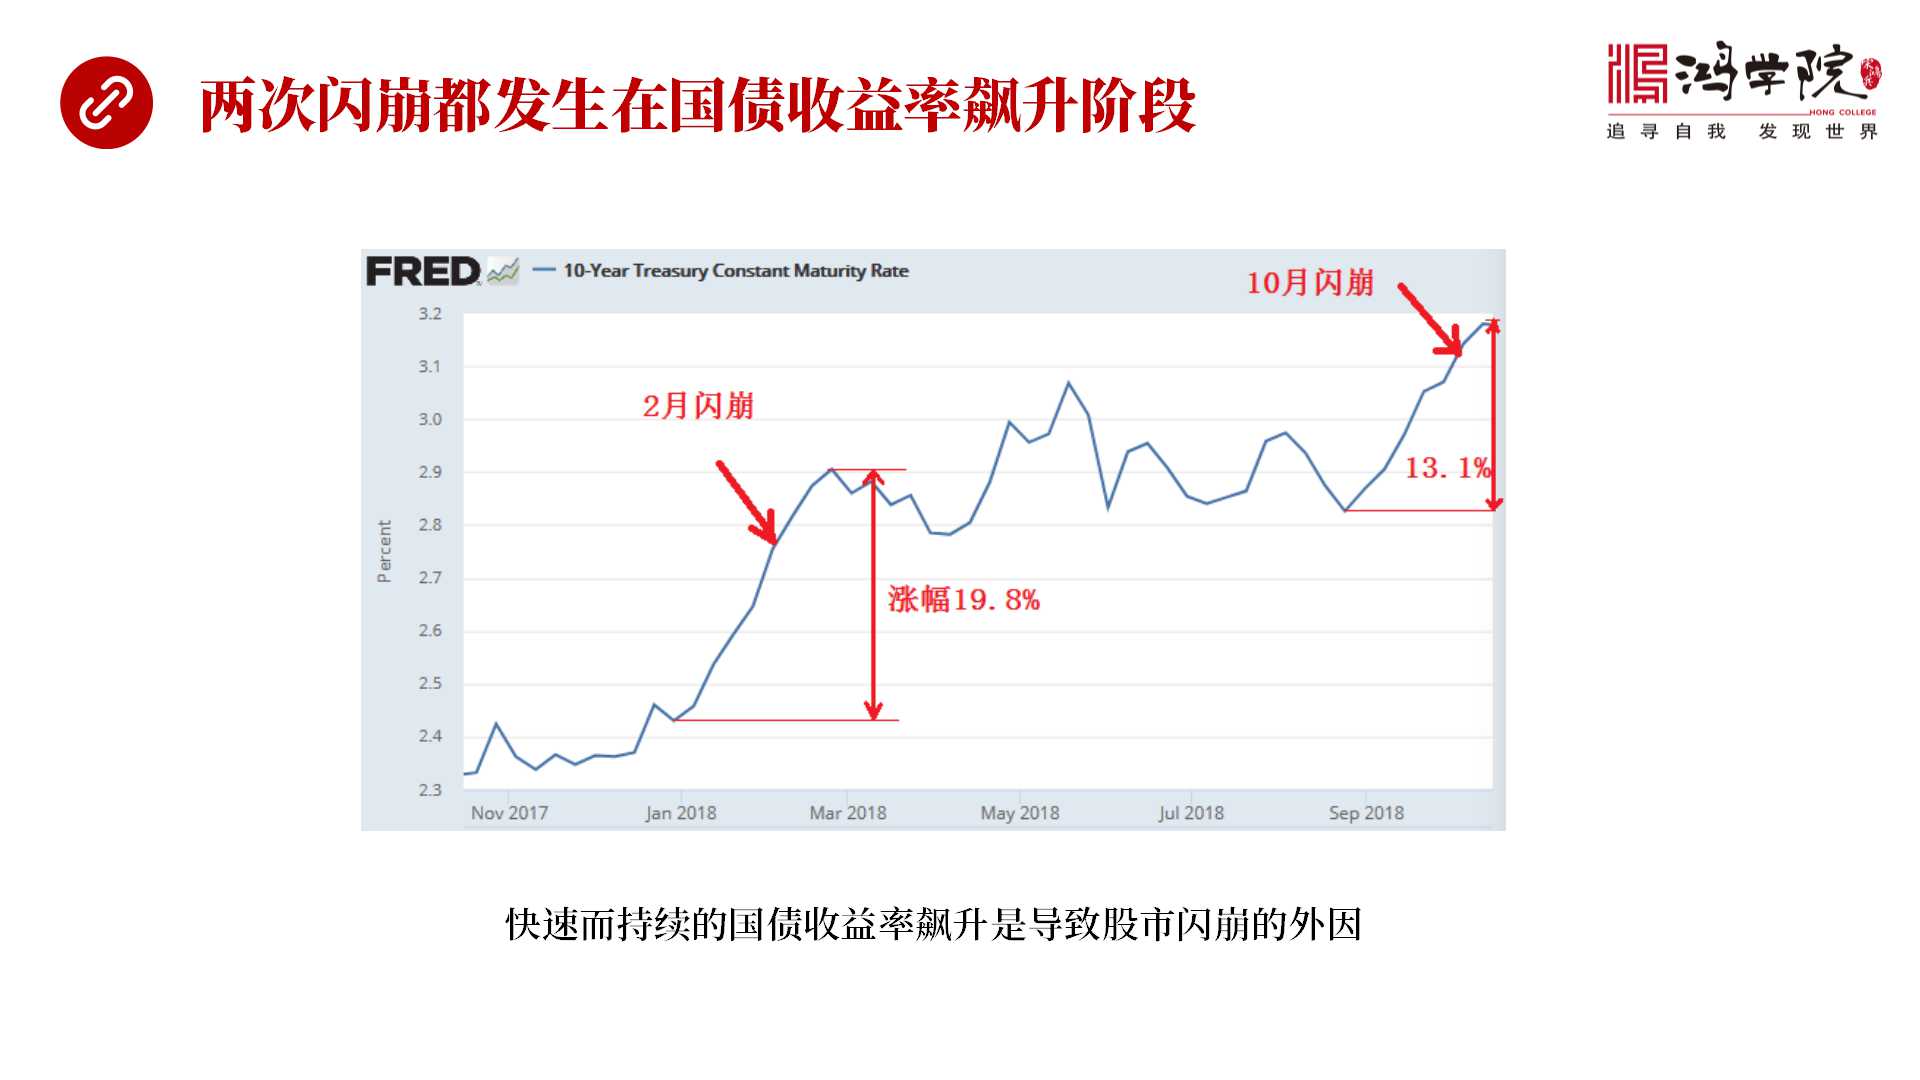 两次闪崩都发生在国债收益率飙升阶段
鸿学院
宋鸿兵
HONG COLLEGE
追寻自我 发现世界
FRED
10-Year Treasury Constant Maturity Rate
10月闪崩
3.2
3.1
2月闪崩
3.0
2.9
13.1%
2.8
Percent
2.7
涨幅19.8%
2.6
2.5
2.4
2.3
Nov 2017 Jan 2018 Mar 2018 May 2018 Jul 2018 Sep 2018
快速而持续的国债收益率飙升是导致股市闪崩的外因